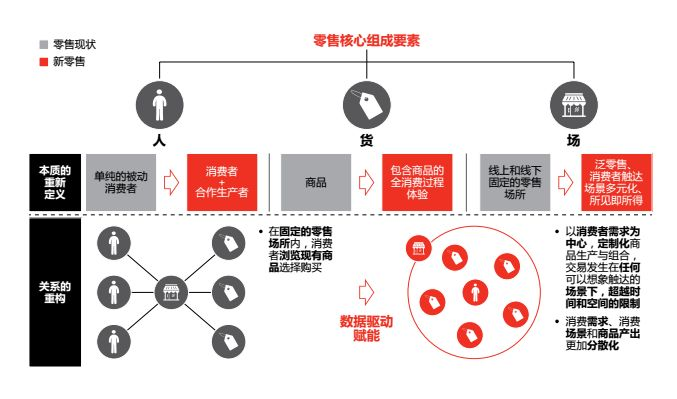 零售核心组成要素
零售现状
新零售
人
货
场
本质的
重新
定义
单纯的被动
消费者
消费者
+
合作生产者
商品
包含商品的
全消费过程
体验
线上和线下
固定的零售
场所
泛零售、
消费者触达
场景多元化、
所见即所得
关系的
重构
• 在固定的零售
场所内，消费
者浏览现有商
品选择购买
数据驱动
赋能
• 以消费者需求为
中心，定制化商
品生产与组合，
交易发生在任何
可以想象触达的
场景下，超越时
间和空间的限制
• 消费需求、消费
场景和商品产出
更加分散化